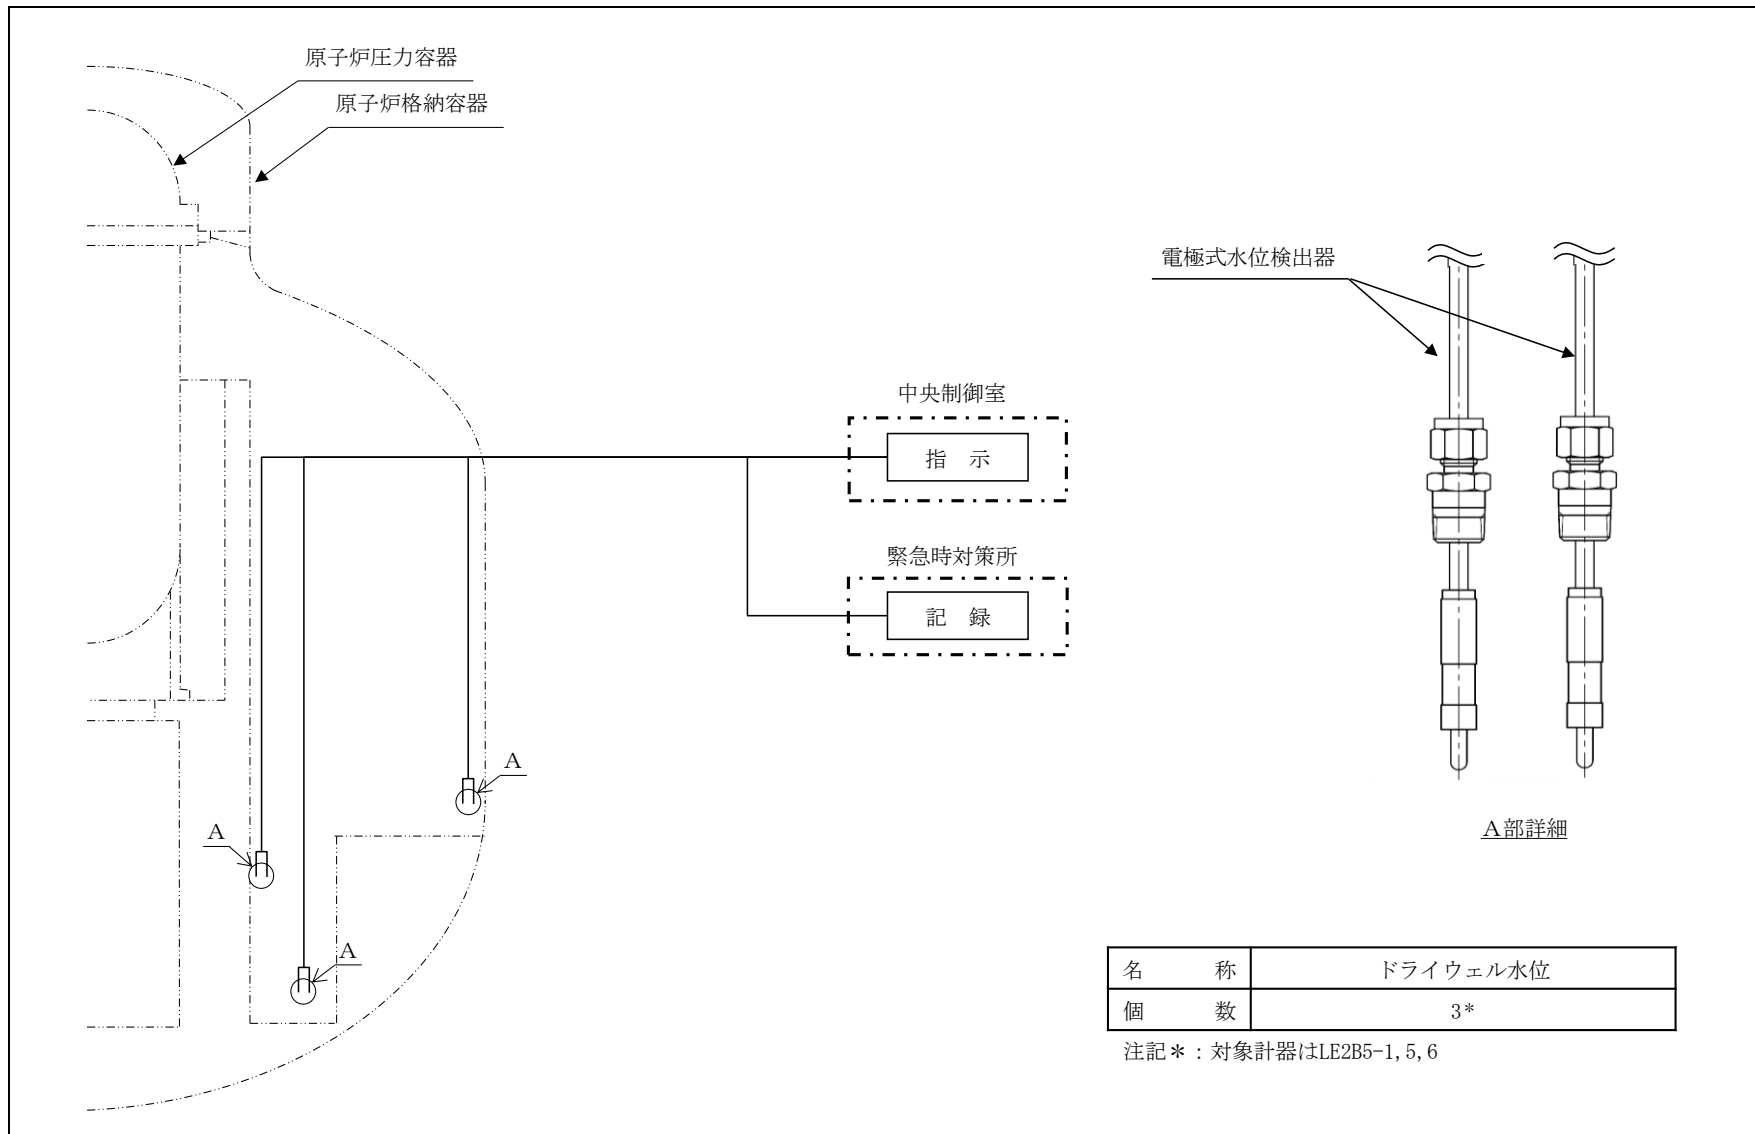 原子炉圧力容器
原子炉格納容器
電極式水位検出器
中央制御室
指　示
緊急時対策所
記　録
A
A
A
A部詳細
名　称　ドライウェル水位
個　数　3*
注記＊：対象計器はLE2B5-1,5,6